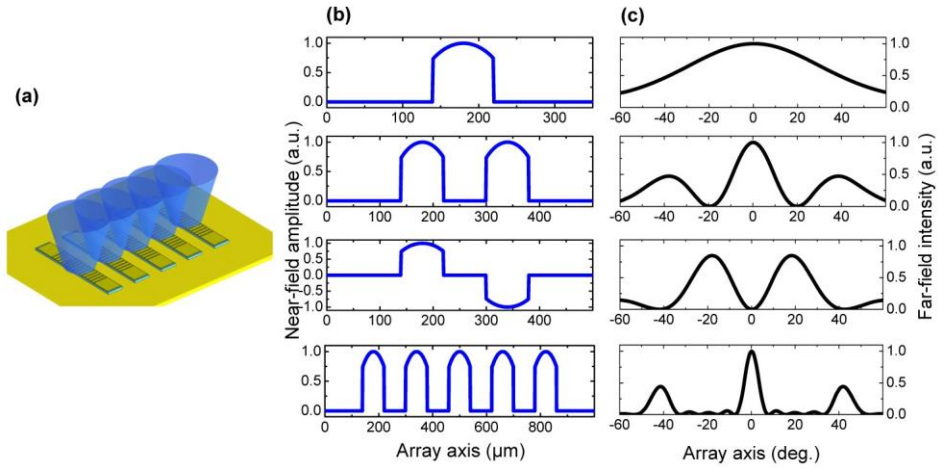 (a)
(b)
(c)
Near-field amplitude (a.u.)
Far-field intensity (a.u.)
1.0
0.5
0.0
0 100 200 300
1.0
0.5
0.0
-60 -40 -20 0 20 40
1.0
0.5
0.0
0 100 200 300 400
1.0
0.5
0.0
-60 -40 -20 0 20 40
1.0
0.5
0.0
-0.5
-1.0
0 100 200 300 400
1.0
0.5
0.0
-60 -40 -20 0 20 40
1.0
0.5
0.0
200 400 600 800
1.0
0.5
0.0
-60 -40 -20 0 20 40
Array axis (µm)
Array axis (deg.)